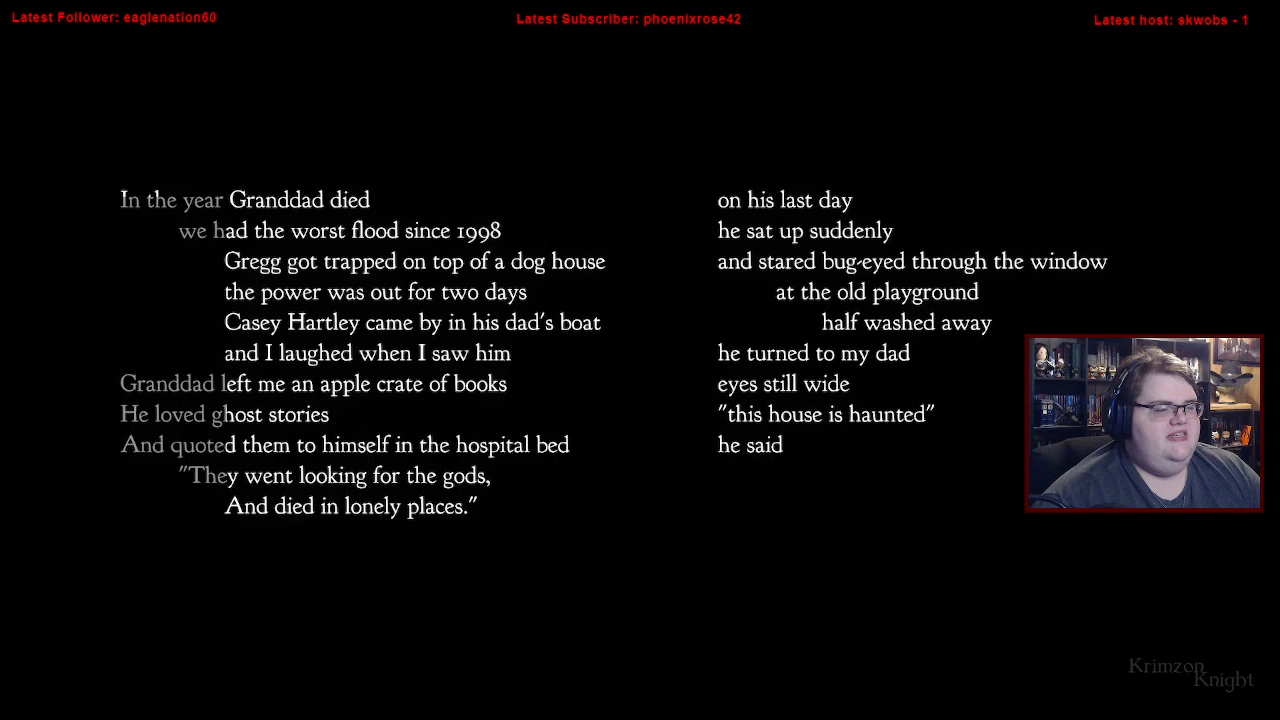 Latest Follower: eaglenation60
Latest Subscriber: phoenixrose42
Latest host: skwobs - 1
In the year Granddad died
we had the worst flood since 1998
Gregg got trapped on top of a dog house
the power was out for two days
Casey Hartley came by in his dad's boat
and I laughed when I saw him
Granddad left me an apple crate of books
He loved ghost stories
And quoted them to himself in the hospital bed
"They went looking for the gods,
And died in lonely places."
on his last day
he sat up suddenly
and stared bug-eyed through the window
at the old playground
half washed away
he turned to my dad
eyes still wide
"this house is haunted"
he said
Krimzon
Knight